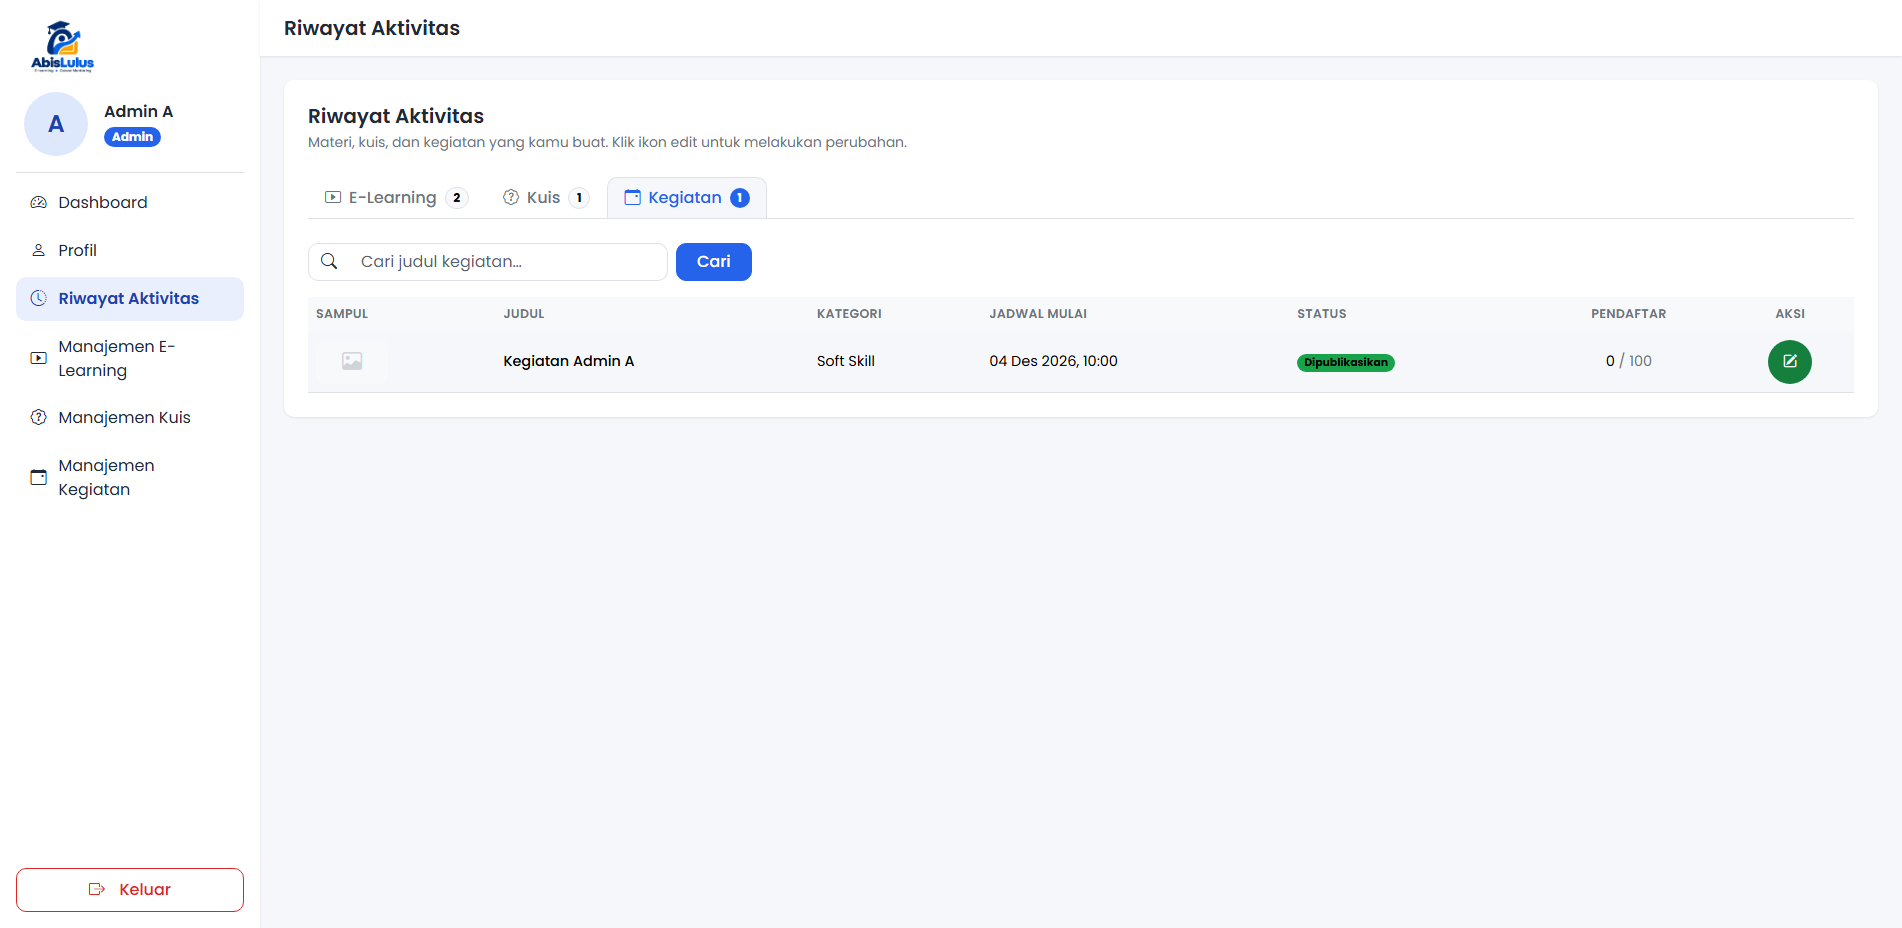 AbisLulus
Riwayat Aktivitas
A
Admin A
Admin
Dashboard
Profil
Riwayat Aktivitas
Manajemen E-
Learning
Manajemen Kuis
Manajemen
Kegiatan
Keluar
Riwayat Aktivitas
Materi, kuis, dan kegiatan yang kamu buat. Klik ikon edit untuk melakukan perubahan.
E-Learning 2 Kuis 1 Kegiatan 1
Cari judul kegiatan... Cari
SAMPUL JUDUL KATEGORI JADWAL MULAI STATUS PENDAFTAR AKSI
Kegiatan Admin A Soft Skill 04 Des 2026, 10:00 Dipublikasikan 0 / 100